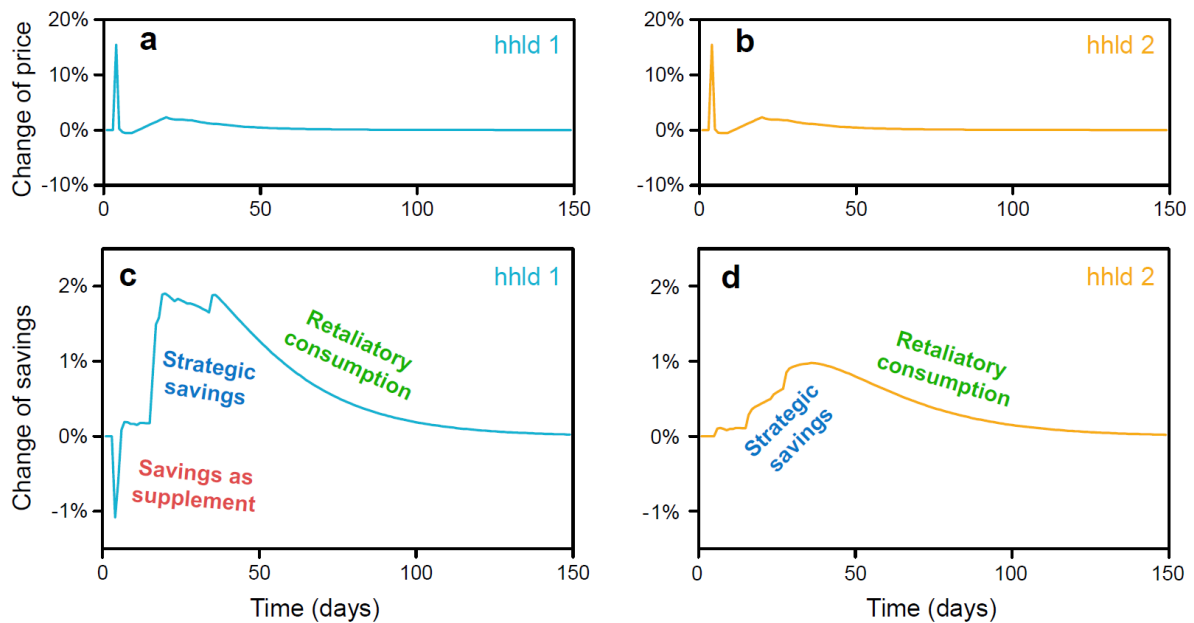 20%
a
hhld 1
10%
0%
-10%
Change of price
0
50
100
150
20%
b
hhld 2
10%
0%
-10%
0
50
100
150
c
hhld 1
2%
1%
0%
-1%
Change of savings
Strategic
savings
Retaliatory
consumption
Savings as
supplement
0
50
100
150
Time (days)
d
hhld 2
2%
1%
0%
-1%
Strategic
savings
Retaliatory
consumption
0
50
100
150
Time (days)